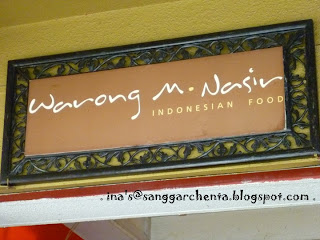 Warong M. Nasir
INDONESIAN FOOD
ina's@sanggarchenta.blogspot.com